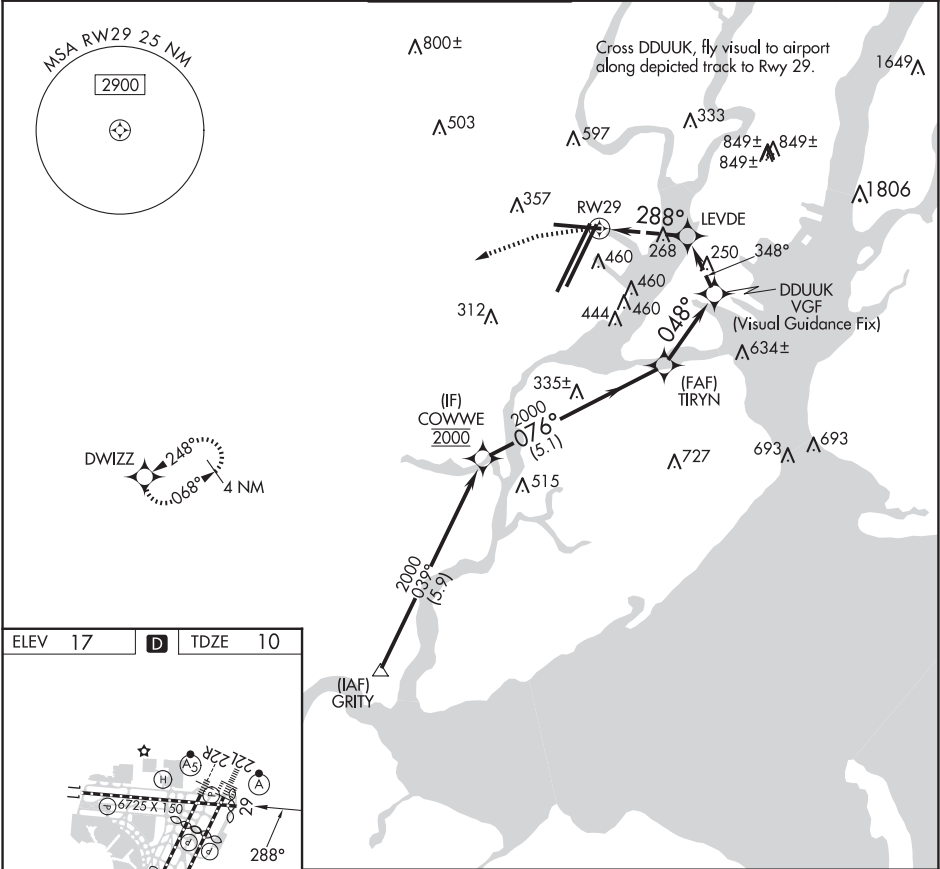 MSA RW29 25 NM
2900
800±
Cross DDUUK, fly visual to airport
along depicted track to Rwy 29.
1649
503
597
333
849± 849±
849±
357
1806
RW29
288°
LEVDE
268
250
348°
460
460
460
444
312
DDUUK
VGF
(Visual Guidance Fix)
048°
634±
(FAF)
TIRYN
335±
(IF)
COWWE
2000
2000
076°
(5.1)
727
693
693
DWIZZ
248°
068°
4 NM
515
2000
039°
(5.9)
(IAF)
GRITY
ELEV 17
D
TDZE 10
A5
22R
22L
A
H
11
P
6725 X 150
P
29
P
P
288°